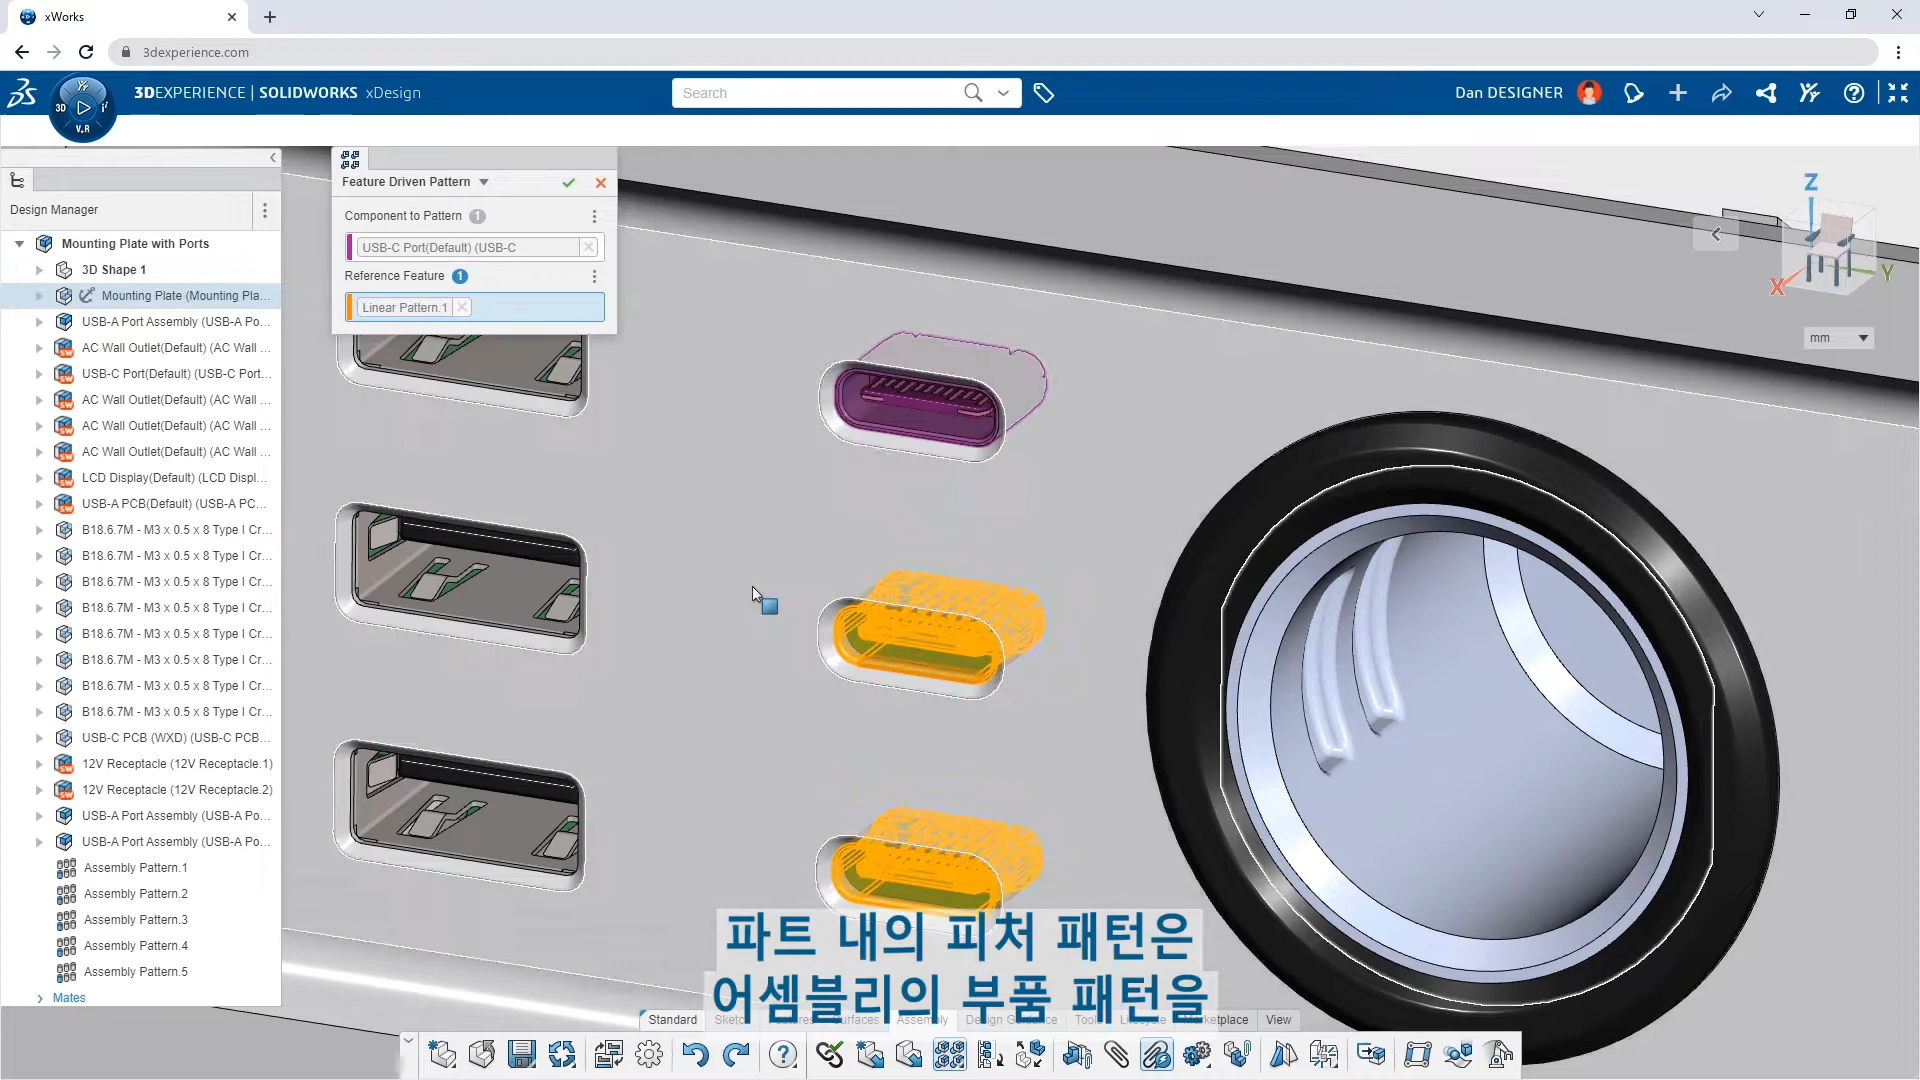 xWorks
3dexperience.com
3DEXPERIENCE | SOLIDWORKS xDesign
Search
Dan DESIGNER
3D
V.R
Feature Driven Pattern
Component to Pattern 1
USB-C Port(Default) (USB-C
Reference Feature 1
Linear Pattern.1
Design Manager
Mounting Plate with Ports
3D Shape 1
Mounting Plate (Mounting Pla...
USB-A Port Assembly (USB-A Po...
AC Wall Outlet(Default) (AC Wall ...
USB-C Port(Default) (USB-C Port...
AC Wall Outlet(Default) (AC Wall ...
AC Wall Outlet(Default) (AC Wall ...
AC Wall Outlet(Default) (AC Wall ...
LCD Display(Default) (LCD Displ...
USB-A PCB(Default) (USB-A PC...
B18.6.7M - M3 x 0.5 x 8 Type I Cr...
B18.6.7M - M3 x 0.5 x 8 Type I Cr...
B18.6.7M - M3 x 0.5 x 8 Type I Cr...
B18.6.7M - M3 x 0.5 x 8 Type I Cr...
B18.6.7M - M3 x 0.5 x 8 Type I Cr...
B18.6.7M - M3 x 0.5 x 8 Type I Cr...
B18.6.7M - M3 x 0.5 x 8 Type I Cr...
B18.6.7M - M3 x 0.5 x 8 Type I Cr...
USB-C PCB (WXD) (USB-C PCB...
12V Receptacle (12V Receptacle.1)
12V Receptacle (12V Receptacle.2)
USB-A Port Assembly (USB-A Po...
USB-A Port Assembly (USB-A Po...
Assembly Pattern.1
Assembly Pattern.2
Assembly Pattern.3
Assembly Pattern.4
Assembly Pattern.5
Mates
Z
X
Y
mm
파트 내의 피처 패턴은
어셈블리의 부품 패턴을
Standard Assembly Design Guidance View